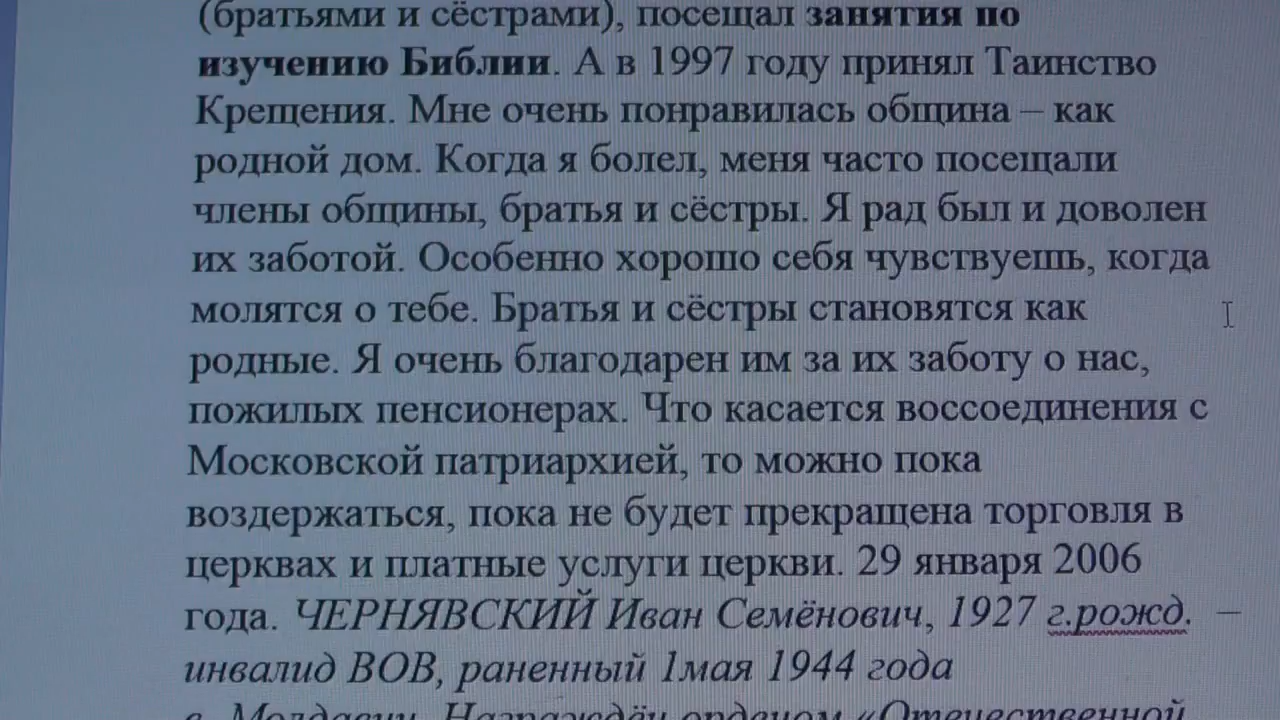 (братьями и сёстрами), посещал занятия по
изучению Библии. А в 1997 году принял Таинство
Крещения. Мне очень понравилась община – как
родной дом. Когда я болел, меня часто посещали
члены общины, братья и сёстры. Я рад был и доволен
их заботой. Особенно хорошо себя чувствуешь, когда
молятся о тебе. Братья и сёстры становятся как
родные. Я очень благодарен им за их заботу о нас,
пожилых пенсионерах. Что касается воссоединения с
Московской патриархией, то можно пока
воздержаться, пока не будет прекращена торговля в
церквах и платные услуги церкви. 29 января 2006
года. ЧЕРНЯВСКИЙ Иван Семёнович, 1927 г.рожд. –
инвалид ВОВ, раненный 1мая 1944 года
в Молдавии. Награждён орденом «Отечественной